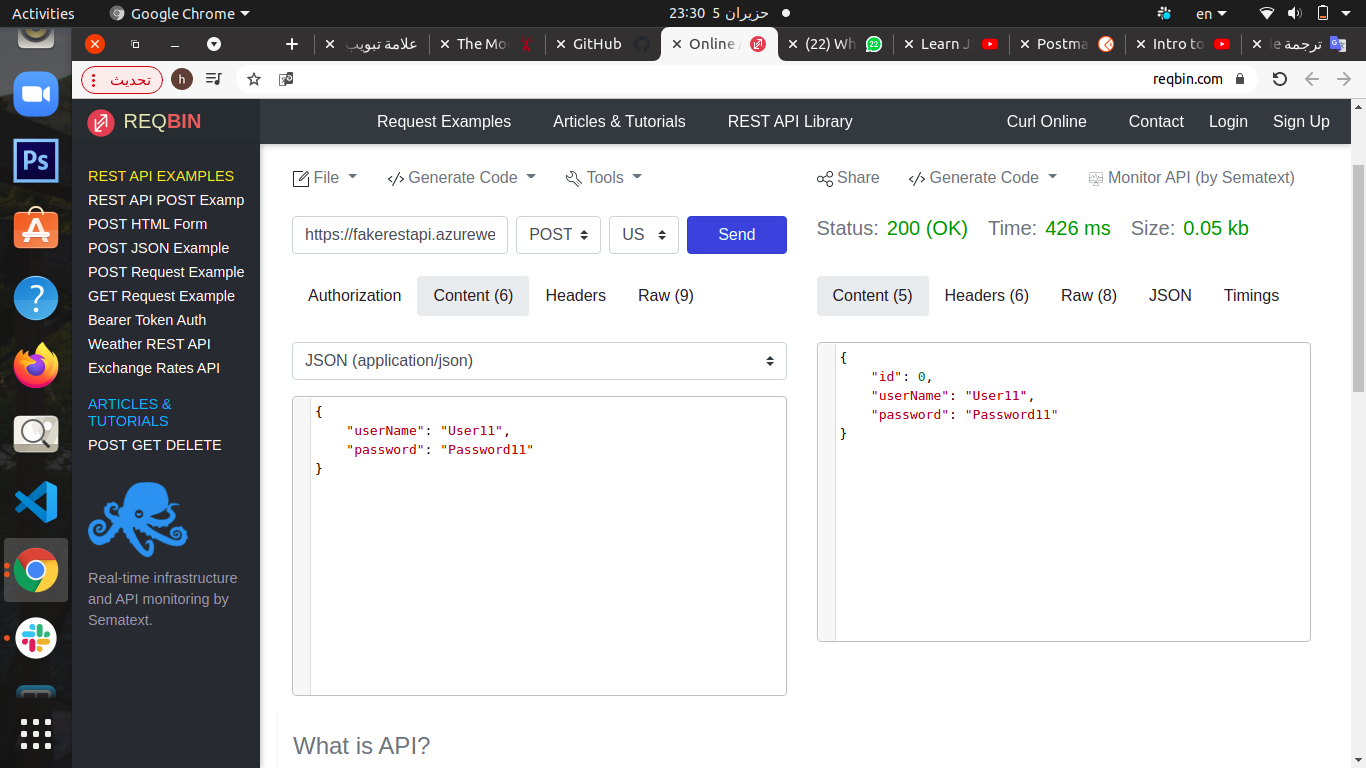 Activities
Google Chrome
23:30 5 حزيران
en
علامة تبويب
The Mo
GitHub
Online A
(22) Wh
22
Learn J
Postma
Intro to
ترجمة
تحديث
h
reqbin.com
REQBIN
Request Examples
Articles & Tutorials
REST API Library
Curl Online
Contact
Login
Sign Up
Ps
REST API EXAMPLES
REST API POST Examp
POST HTML Form
POST JSON Example
POST Request Example
GET Request Example
Bearer Token Auth
Weather REST API
Exchange Rates API
ARTICLES &
TUTORIALS
POST GET DELETE
Real-time infrastructure
and API monitoring by
Sematext.
File
Generate Code
Tools
https://fakerestapi.azurewe
POST
US
Send
Authorization
Content (6)
Headers
Raw (9)
JSON (application/json)
{
"userName": "User11",
"password": "Password11"
}
Share
Generate Code
Monitor API (by Sematext)
Status: 200 (OK) Time: 426 ms Size: 0.05 kb
Content (5)
Headers (6)
Raw (8)
JSON
Timings
{
"id": 0,
"userName": "User11",
"password": "Password11"
}
What is API?